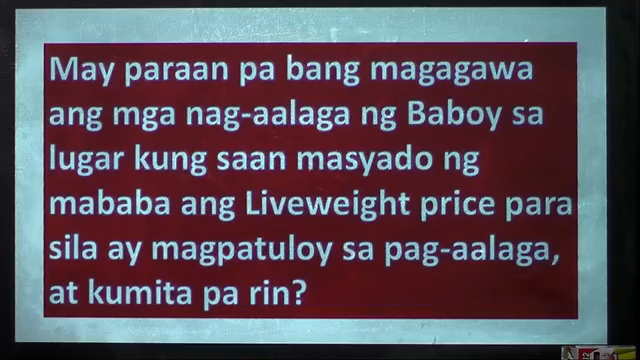 May paraan pa bang magagawa
ang mga nag-aalaga ng Baboy sa
lugar kung saan masyado ng
mababa ang Liveweight price para
sila ay magpatuloy sa pag-aalaga,
at kumita pa rin?